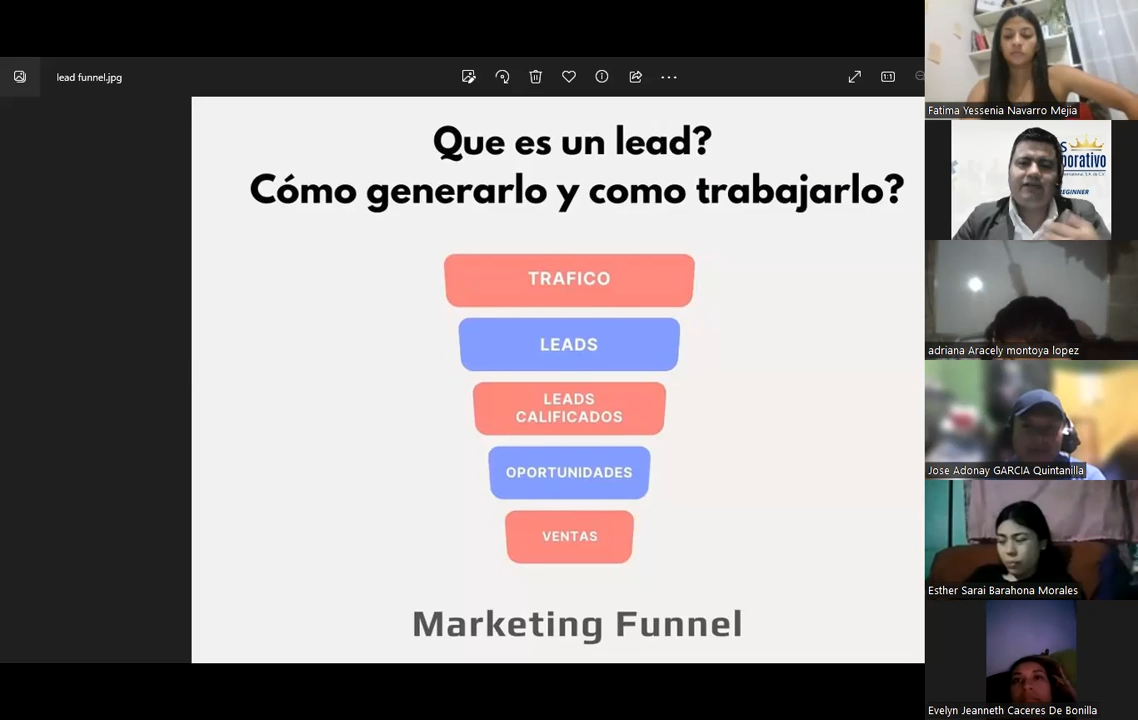 lead funnel.jpg
1:1
Que es un lead?
Cómo generarlo y como trabajarlo?
TRAFICO
LEADS
LEADS
CALIFICADOS
OPORTUNIDADES
VENTAS
Marketing Funnel
Fatima Yessenia Navarro Mejia
adriana Aracely montoya lopez
Jose Adonay GARCIA Quintanilla
Esther Sarai Barahona Morales
Evelyn Jeanneth Caceres De Bonilla